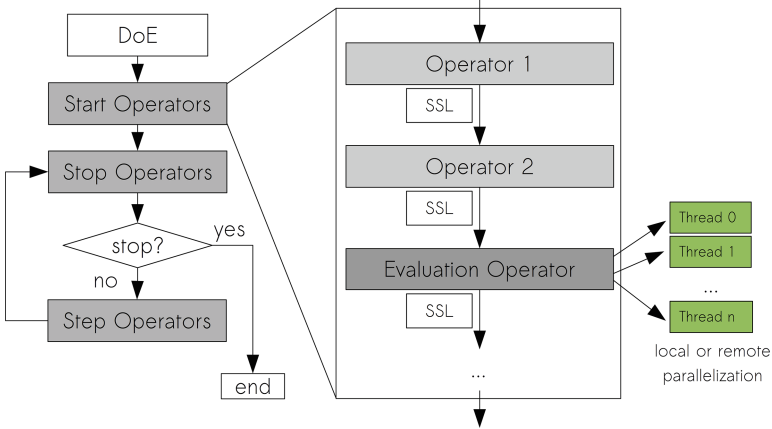 DoE
Start Operators
Stop Operators
stop?
yes
no
Step Operators
end
Operator 1
SSL
Operator 2
SSL
Evaluation Operator
SSL
...
Thread 0
Thread 1
...
Thread n
local or remote
parallelization